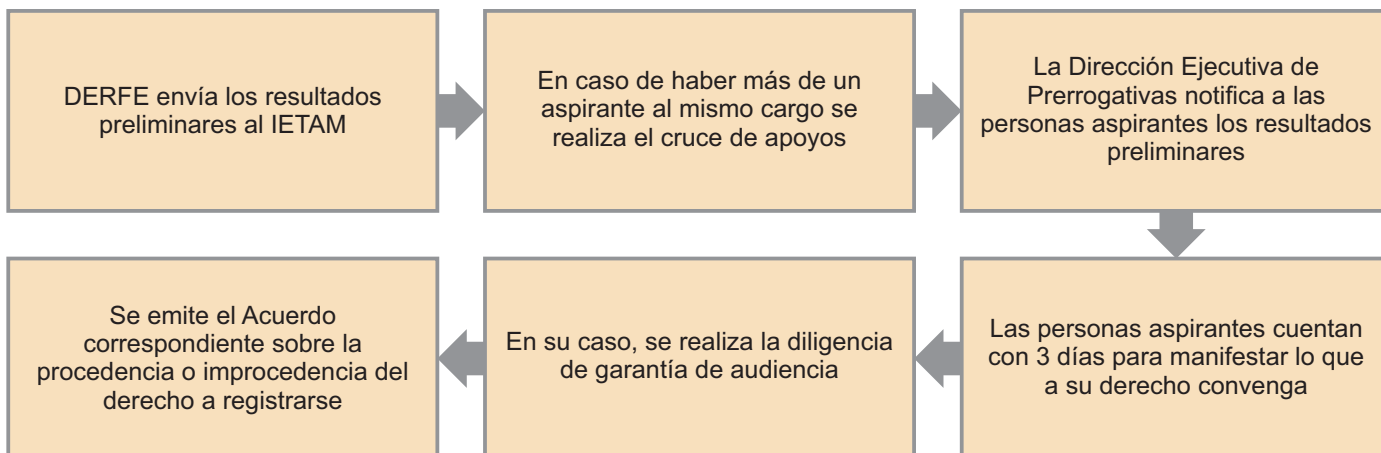 DERFE envía los resultados
preliminares al IETAM
En caso de haber más de un
aspirante al mismo cargo se
realiza el cruce de apoyos
La Dirección Ejecutiva de
Prerrogativas notifica a las
personas aspirantes los resultados
preliminares
Las personas aspirantes cuentan
con 3 días para manifestar lo que
a su derecho convenga
En su caso, se realiza la diligencia
de garantía de audiencia
Se emite el Acuerdo
correspondiente sobre la
procedencia o improcedencia del
derecho a registrarse